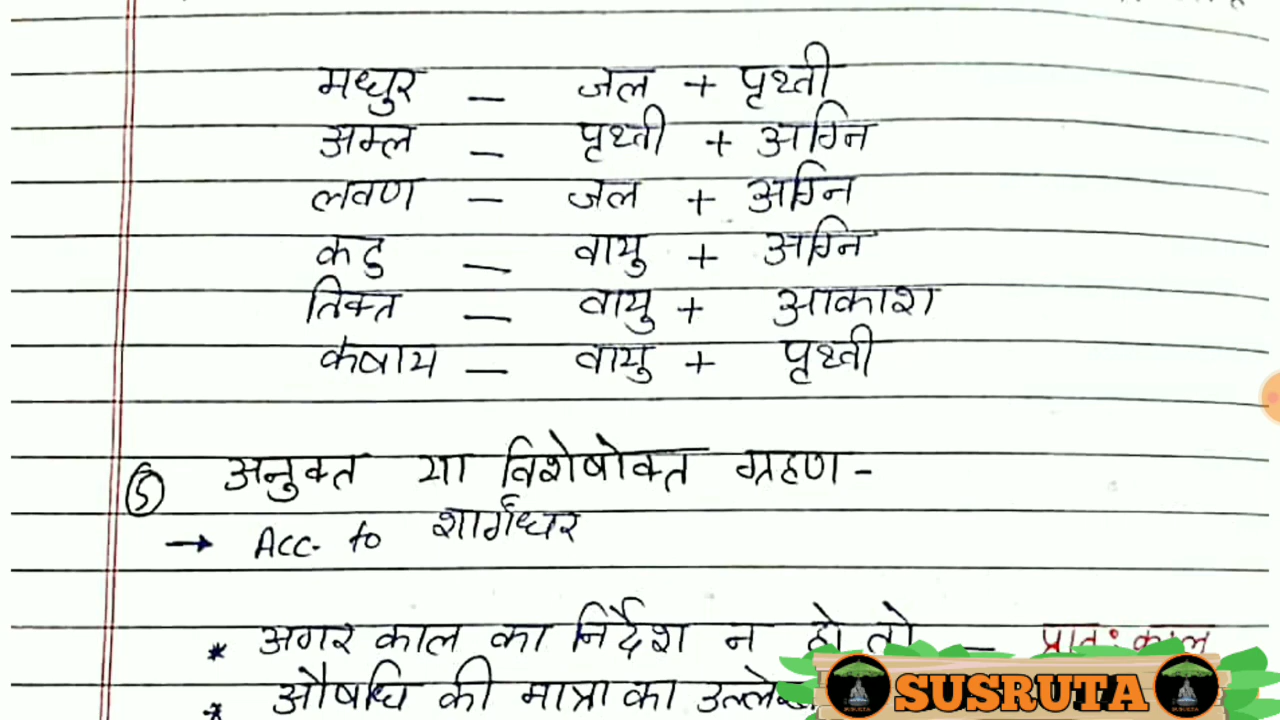 मधुर – जल + पृथ्वी
अम्ल – पृथ्वी + अग्नि
लवण – जल + अग्नि
कटु – वायु + अग्नि
तिक्त – वायु + आकाश
कषाय – वायु + पृथ्वी
⑤ अनुक्त या विशेषोक्त ग्रहण -
→ Acc. to शार्गंधर
* अगर काल का निर्देश न हो तो – प्रातः काल
* औषधि की मात्रा का
SUSRUTA